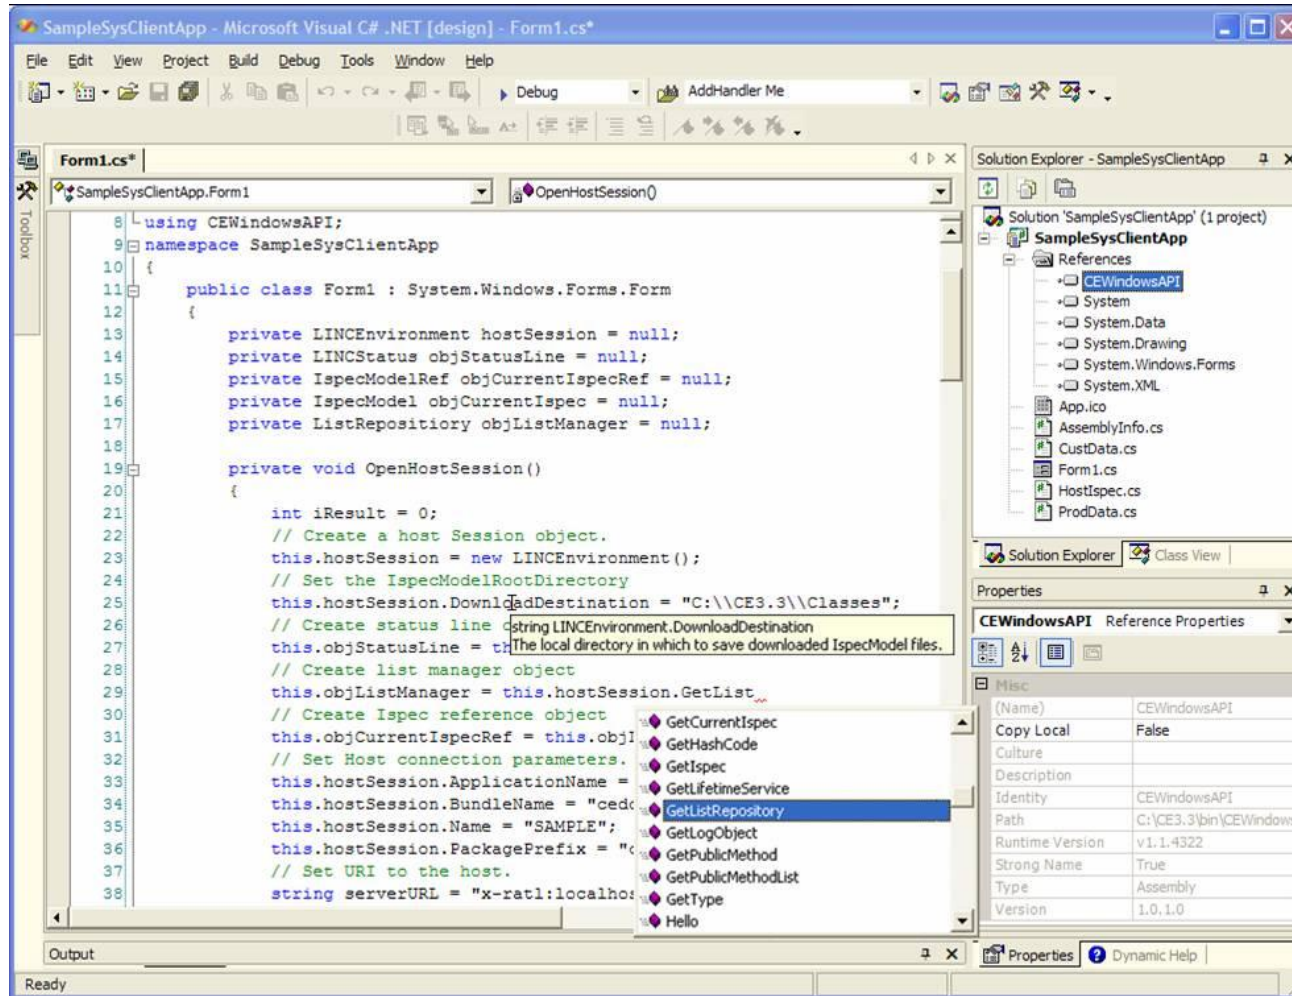 SampleSysClientApp - Microsoft Visual C# .NET [design] - Form1.cs*
File Edit View Project Build Debug Tools Window Help
Debug AddHandler Me
Form1.cs*
SampleSysClientApp.Form1 OpenHostSession()
Toolbox
8 using CEWindowsAPI;
9 namespace SampleSysClientApp
10 {
11 public class Form1 : System.Windows.Forms.Form
12 {
13 private LINCEnvironment hostSession = null;
14 private LINCStatus objStatusLine = null;
15 private IspecModelRef objCurrentIspecRef = null;
16 private IspecModel objCurrentIspec = null;
17 private ListRepositiory objListManager = null;
18
19 private void OpenHostSession()
20 {
21 int iResult = 0;
22 // Create a host Session object.
23 this.hostSession = new LINCEnvironment();
24 // Set the IspecModelRootDirectory
25 this.hostSession.DownloadDestination = "C:\\CE3.3\\Classes";
26 // Create status line
string LINCEnvironment.DownloadDestination
The local directory in which to save downloaded IspecModel files.
27 this.objStatusLine = th
28 // Create list manager object
29 this.objListManager = this.hostSession.GetList
30 // Create Ispec reference object
31 this.objCurrentIspecRef = this.obj
32 // Set Host connection parameters.
33 this.hostSession.ApplicationName =
34 this.hostSession.BundleName = "cedo
35 this.hostSession.Name = "SAMPLE";
36 this.hostSession.PackagePrefix = "
37 // Set URI to the host.
38 string serverURL = "x-ratl:localhos
GetCurrentIspec
GetHashCode
GetIspec
GetLifetimeService
GetListRepository
GetLogObject
GetPublicMethod
GetPublicMethodList
GetType
Hello
Output
Ready
Solution Explorer - SampleSysClientApp
Solution 'SampleSysClientApp' (1 project)
SampleSysClientApp
References
CEWindowsAPI
System
System.Data
System.Drawing
System.Windows.Forms
System.XML
App.ico
AssemblyInfo.cs
CustData.cs
Form1.cs
HostIspec.cs
ProdData.cs
Solution Explorer Class View
Properties
CEWindowsAPI Reference Properties
Misc
(Name) CEWindowsAPI
Copy Local False
Culture
Description
Identity CEWindowsAPI
Path C:\CE3.3\bin\CEWindows
Runtime Version v1.1.4322
Strong Name True
Type Assembly
Version 1.0.1.0
Properties Dynamic Help